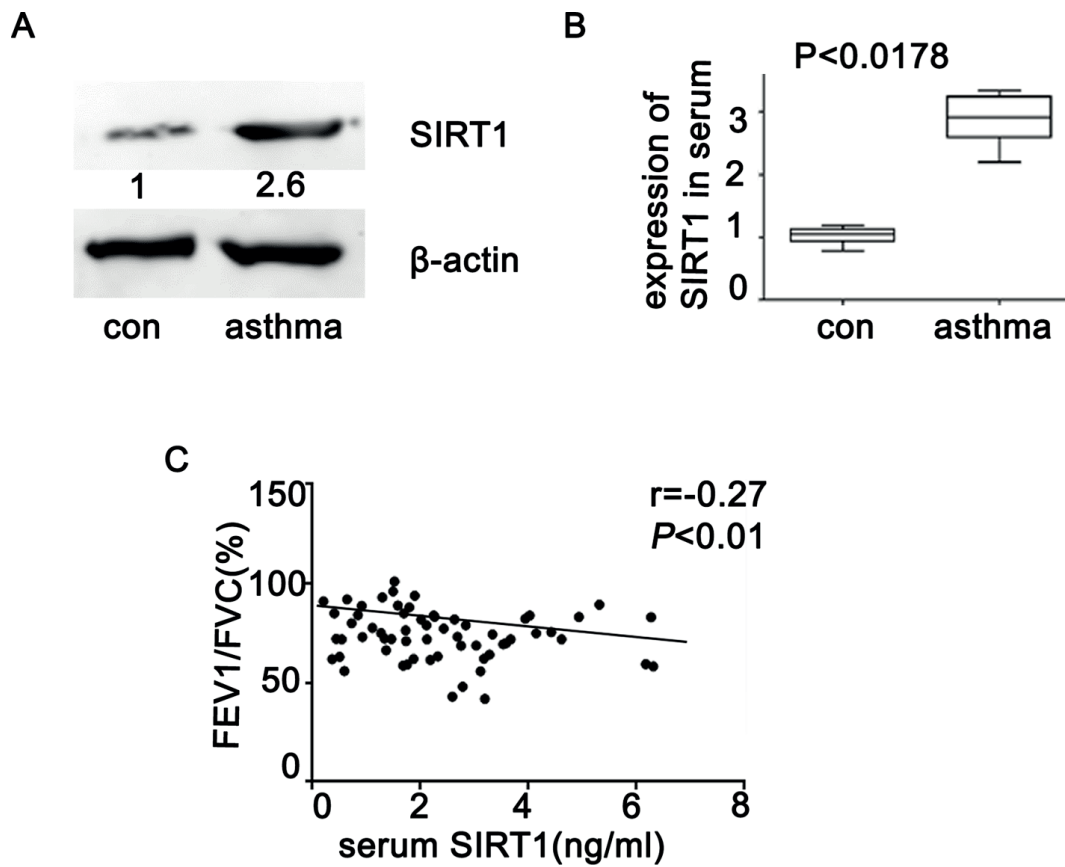 A
SIRT1
1 2.6
β-actin
con asthma
B
P<0.0178
expression of
SIRT1 in serum
3
2
1
0
con asthma
C
r=-0.27
P<0.01
FEV1/FVC(%)
150
100
50
0
0 2 4 6 8
serum SIRT1(ng/ml)